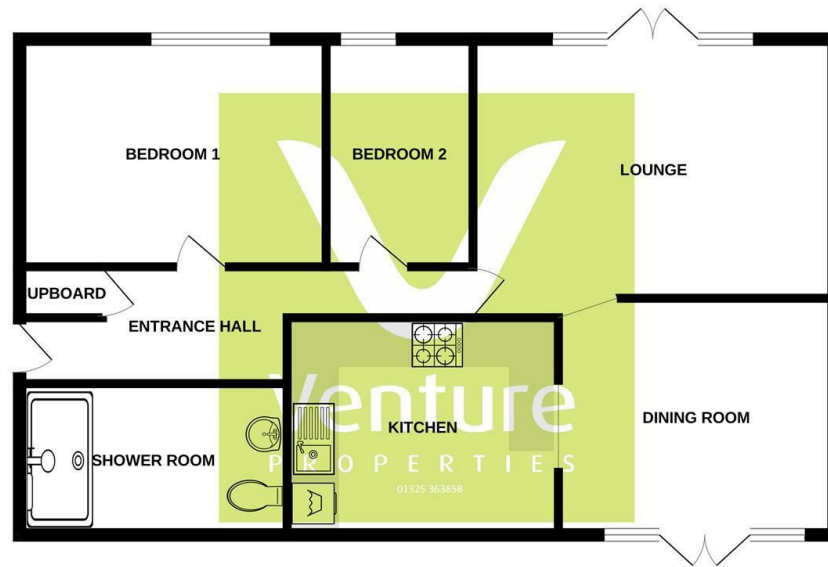 BEDROOM 1
BEDROOM 2
LOUNGE
UPBOARD
ENTRANCE HALL
Venture
KITCHEN
DINING ROOM
SHOWER ROOM
PROPERTIES
01325 363858